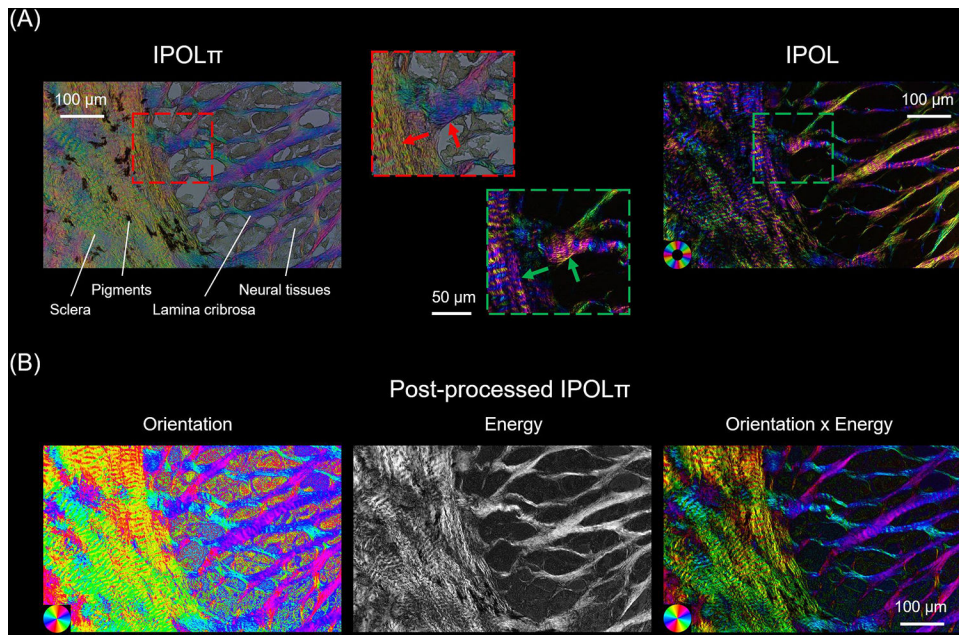 (A)
IPOLπ
IPOL
100 µm
100 µm
Pigments
Neural tissues
Sclera
Lamina cribrosa
50 µm
(B)
Post-processed IPOLπ
Orientation
Energy
Orientation x Energy
100 µm